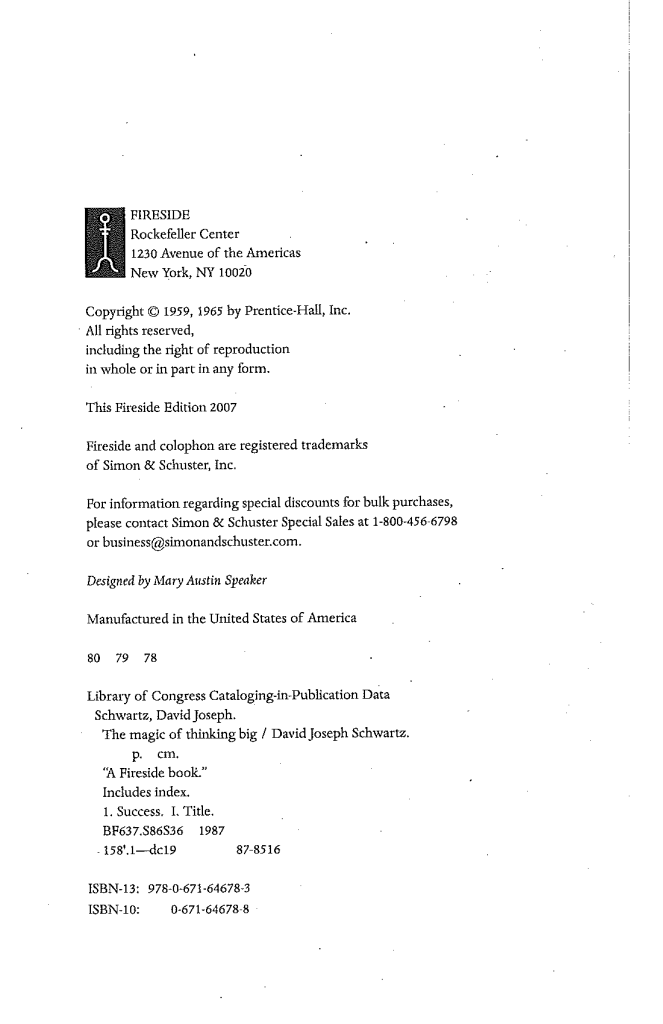 FIRESIDE
Rockefeller Center
1230 Avenue of the Americas
New York, NY 10020
Copyright © 1959, 1965 by Prentice-Hall, Inc.
All rights reserved,
including the right of reproduction
in whole or in part in any form.
This Fireside Edition 2007
Fireside and colophon are registered trademarks
of Simon & Schuster, Inc.
For information regarding special discounts for bulk purchases,
please contact Simon & Schuster Special Sales at 1-800-456-6798
or business@simonandschuster.com.
Designed by Mary Austin Speaker
Manufactured in the United States of America
80 79 78
Library of Congress Cataloging-in-Publication Data
Schwartz, David Joseph.
The magic of thinking big / David Joseph Schwartz.
p. cm.
"A Fireside book."
Includes index.
1. Success. I. Title.
BF637.S86S36 1987
158'.1—dc19 87-8516
ISBN-13: 978-0-671-64678-3
ISBN-10: 0-671-64678-8